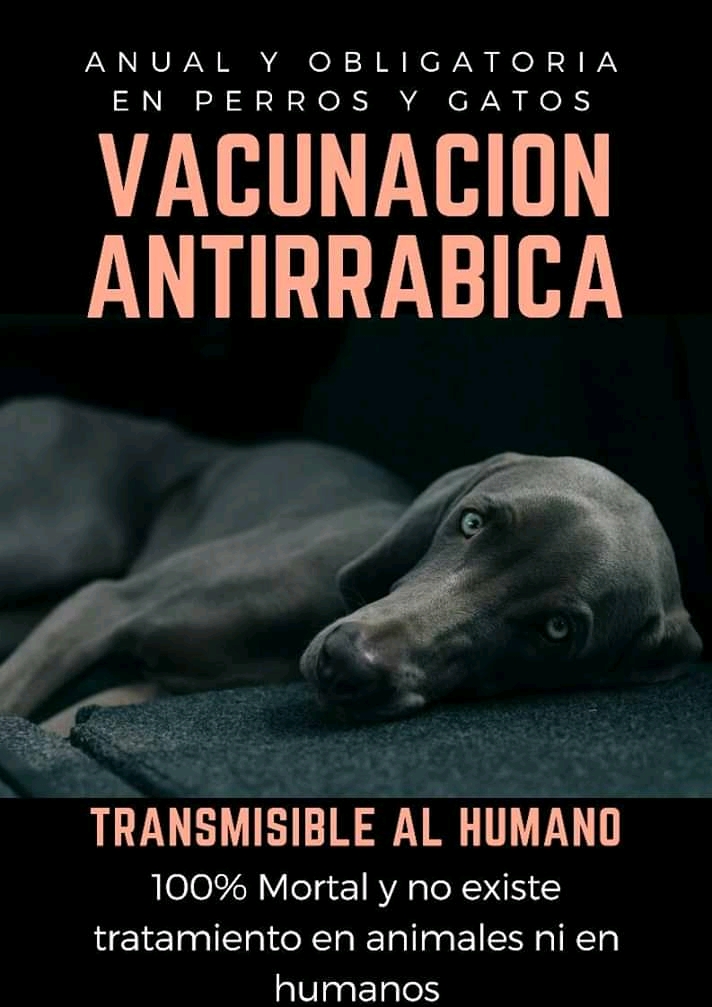 ANUAL Y OBLIGATORIA
EN PERROS Y GATOS
VACUNACION
ANTIRRABICA
TRANSMISIBLE AL HUMANO
100% Mortal y no existe
tratamiento en animales ni en
humanos